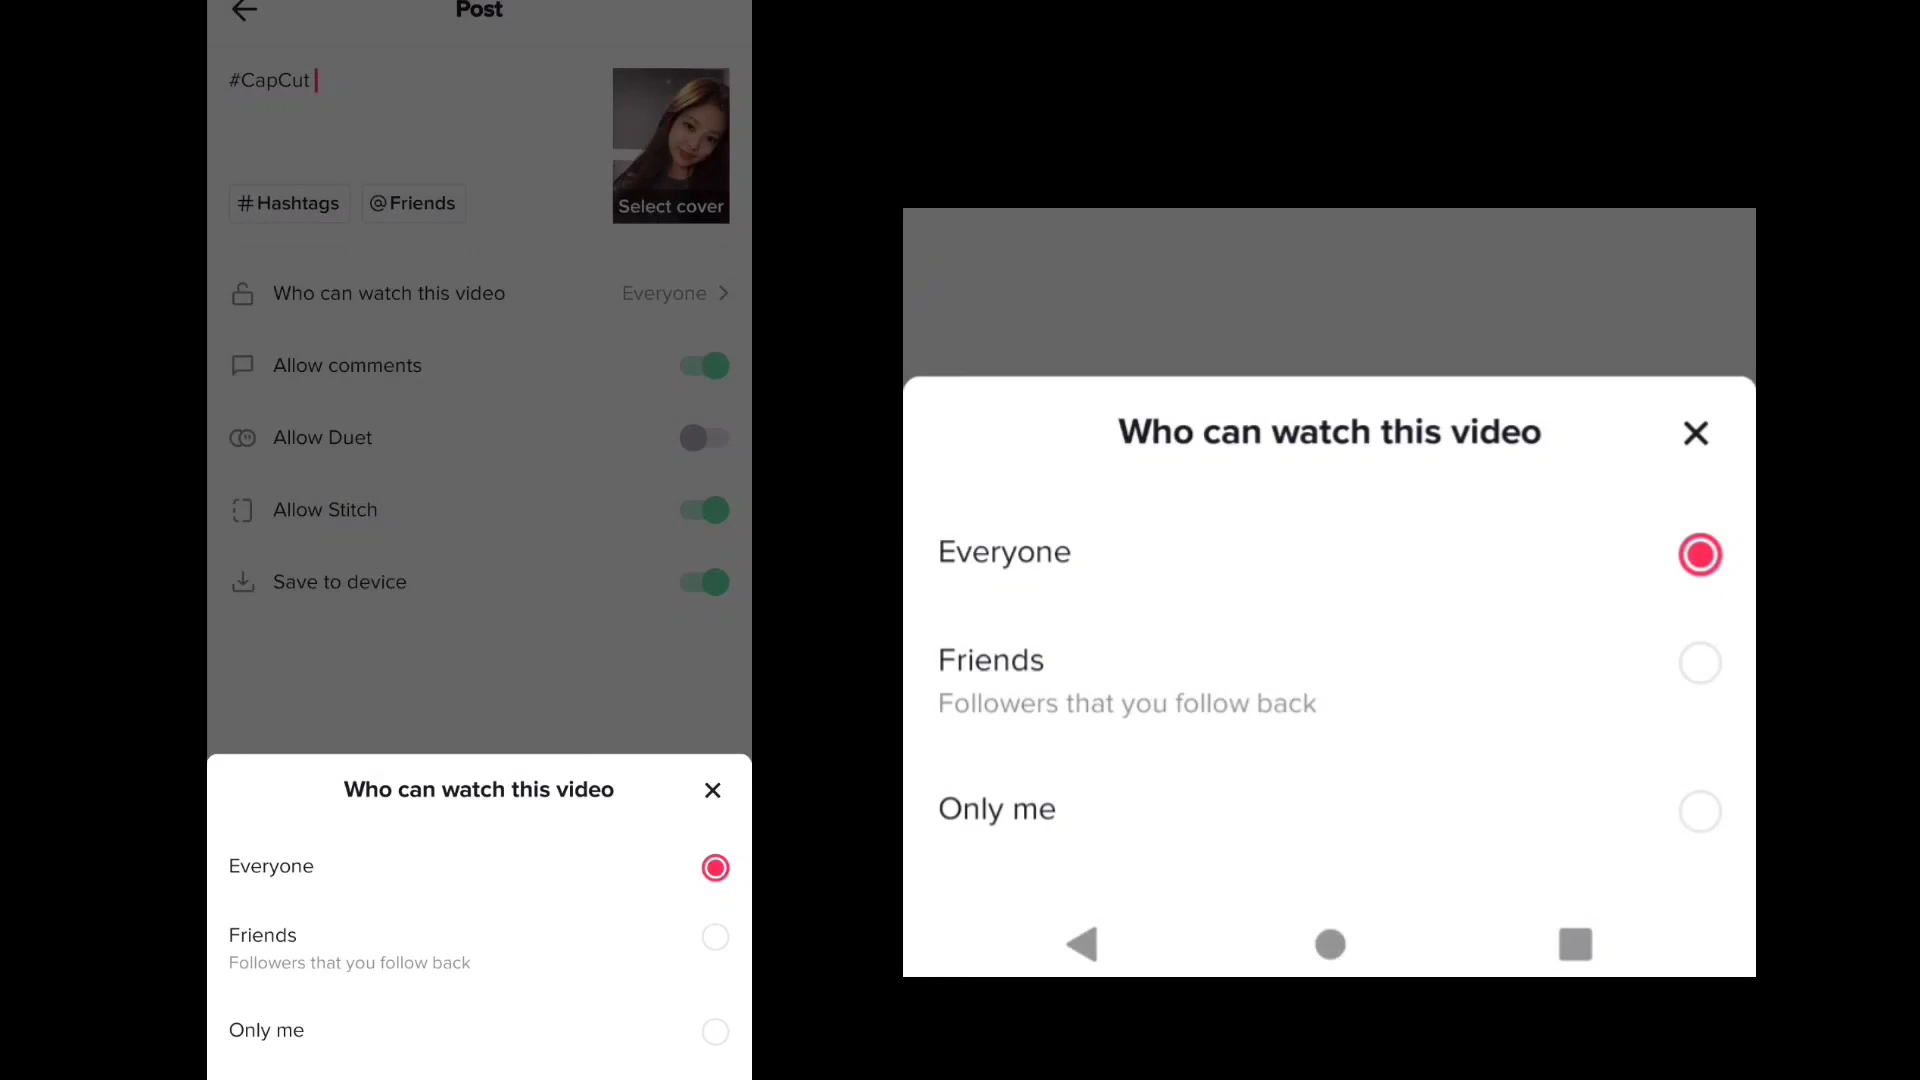 Post
#CapCut
Select cover
#Hashtags
@Friends
Who can watch this video
Everyone
Allow comments
Allow Duet
Allow Stitch
Save to device
Who can watch this video
Everyone
Friends
Followers that you follow back
Only me
Who can watch this video
Everyone
Friends
Followers that you follow back
Only me